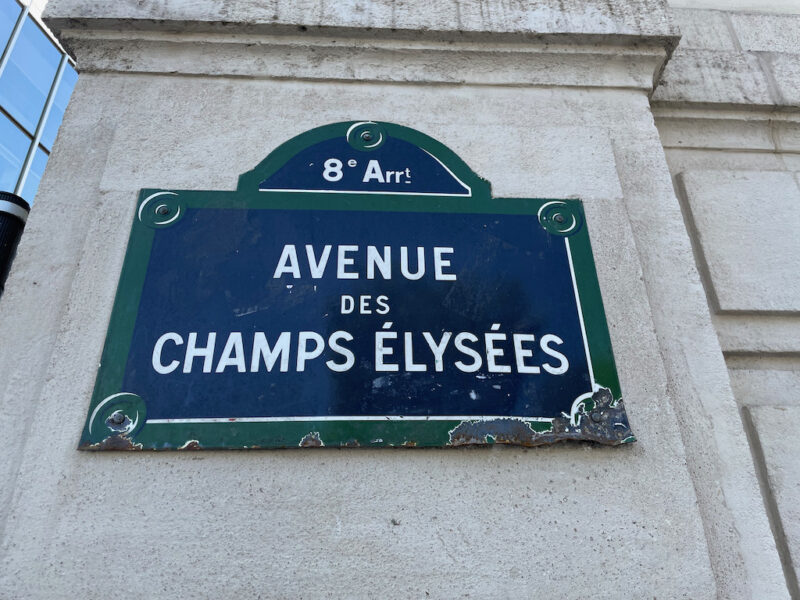 8e Arrt
AVENUE
DES
CHAMPS ÉLYSÉES